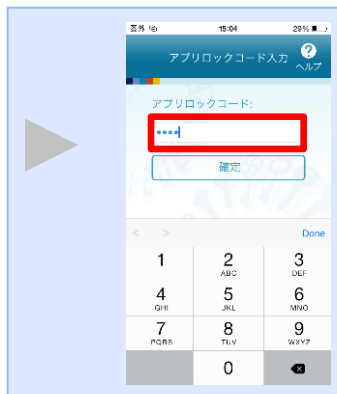 圏外
15:04
29%
アプリロックコード入力
?
ヘルプ
アプリロックコード:
••••
確定
< >
Done
1
2
ABC
3
DEF
4
GHI
5
JKL
6
MNO
7
PQRS
8
TUV
9
WXYZ
0